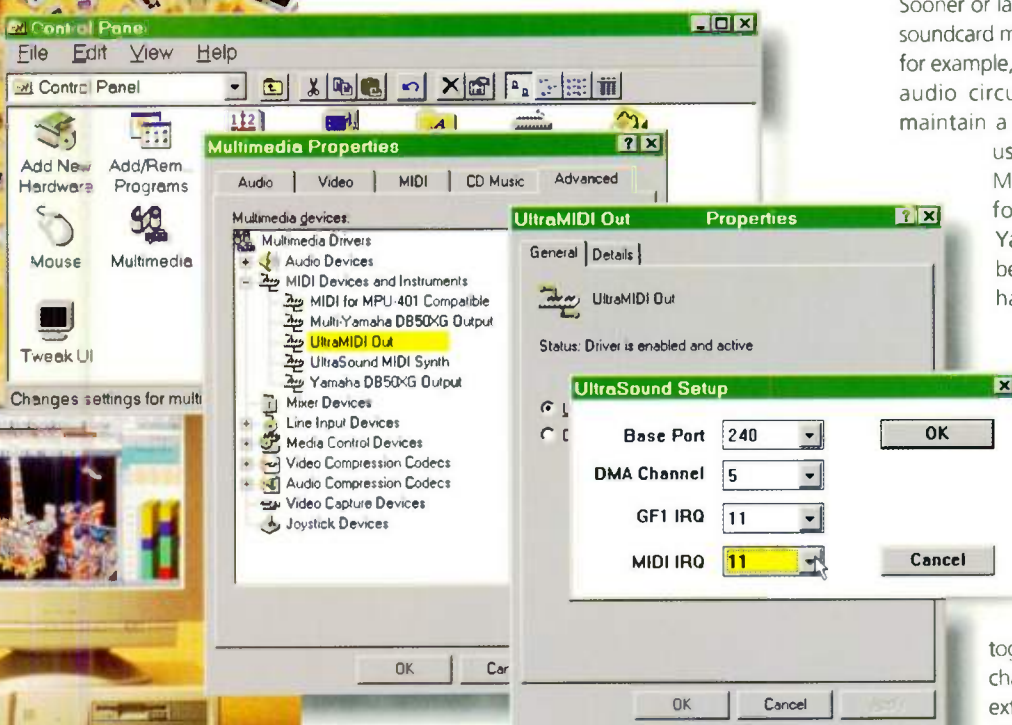 Control Panel
File Edit View Help
Control Panel
Add New Hardware
Add/Rem Programs
Mouse
Multimedia
Tweak UI
Changes settings for multi
Multimedia Properties
Audio Video MIDI CD Music Advanced
Multimedia devices:
Multimedia Drivers
Audio Devices
MIDI Devices and Instruments
MIDI for MPU-401 Compatible
Multi-Yamaha DB50XG Output
UltraMIDI Out
UltraSound MIDI Synth
Yamaha DB50XG Output
Mixer Devices
Line Input Devices
Media Control Devices
Video Compression Codecs
Audio Compression Codecs
Video Capture Devices
Joystick Devices
OK
UltraMIDI Out Properties
General Details
UltraMIDI Out
Status: Driver is enabled and active
OK Cancel
UltraSound Setup
Base Port 240 OK
DMA Channel 5
GF1 IRQ 11
MIDI IRQ 11 Cancel
Sooner or la
soundcard m
for example,
audio circu
maintain a
us
M
fo
Ya
be
ha
tog
cha
ext